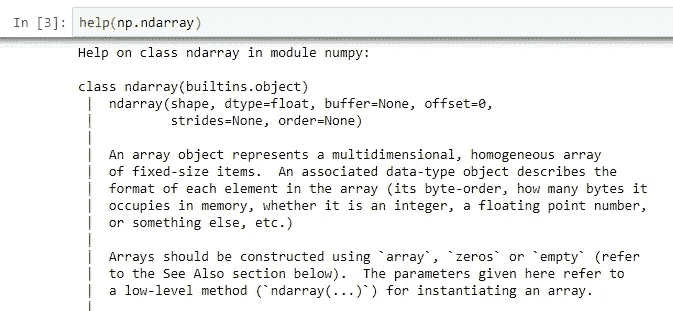 In [3]: help(np.ndarray)
Help on class ndarray in module numpy:
class ndarray(builtins.object)
 |  ndarray(shape, dtype=float, buffer=None, offset=0,
 |          strides=None, order=None)
 |
 |  An array object represents a multidimensional, homogeneous array
 |  of fixed-size items.  An associated data-type object describes the
 |  format of each element in the array (its byte-order, how many bytes it
 |  occupies in memory, whether it is an integer, a floating point number,
 |  or something else, etc.)
 |
 |  Arrays should be constructed using `array`, `zeros` or `empty` (refer
 |  to the See Also section below).  The parameters given here refer to
 |  a low-level method (`ndarray(...)`) for instantiating an array.
 |